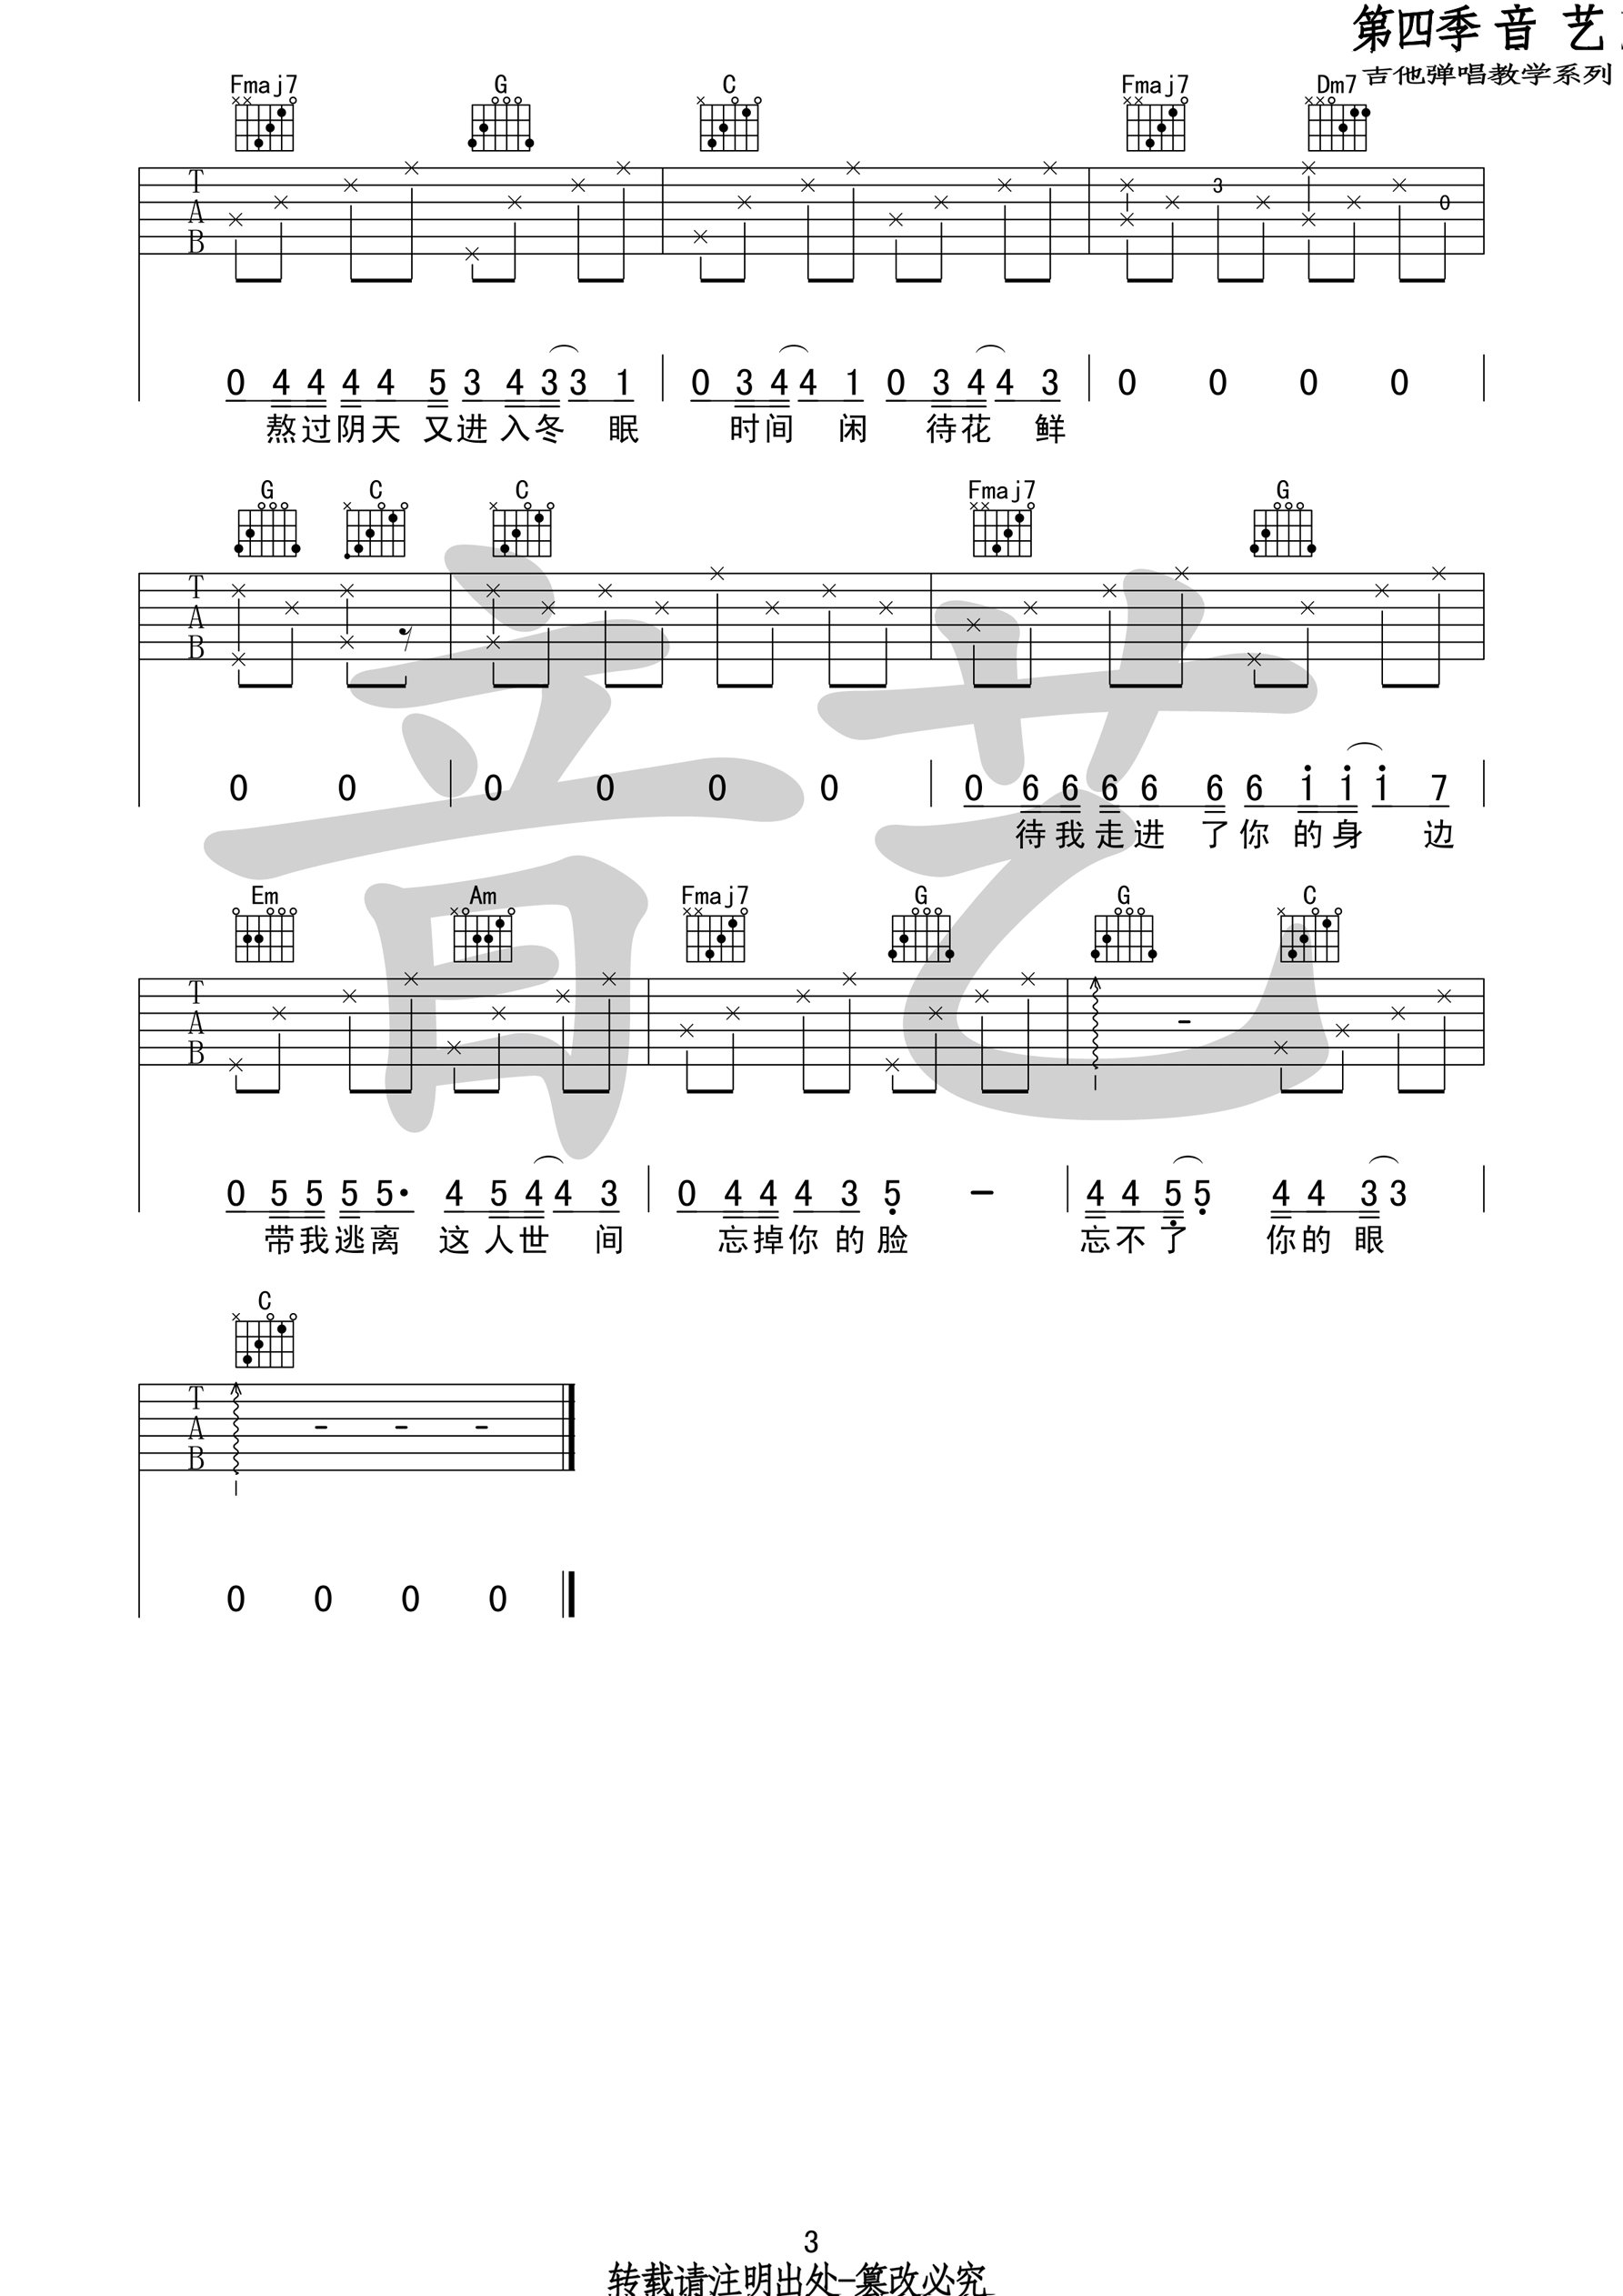 第四季 音 艺
吉他弹唱教学系列
Fmaj7 G C Fmaj7 Dm7
T
A
B
3 0
0 4 4 4 4 5 3 4 3 3 1 0 3 4 4 1 0 3 4 4 3 0 0 0 0
熬过阴天 又进入冬 眠 时间 闲 待花 鲜
G C C Fmaj7 G
T
A
B
0 0 0 0 0 0 0 6 6 6 6 6 6 1 1 1 7
待我走进 了你 的身 边
音艺
Em Am Fmaj7 G G C
T
A
B
0 5 5 5 5· 4 5 4 4 3 0 4 4 4 3 5 - 4 4 5 5 4 4 3 3
带我逃离 这人世 间 忘掉你的脸 忘不了 你的 眼
C
T
A
B
0 0 0 0
3
转载请注明出处-篡改必究